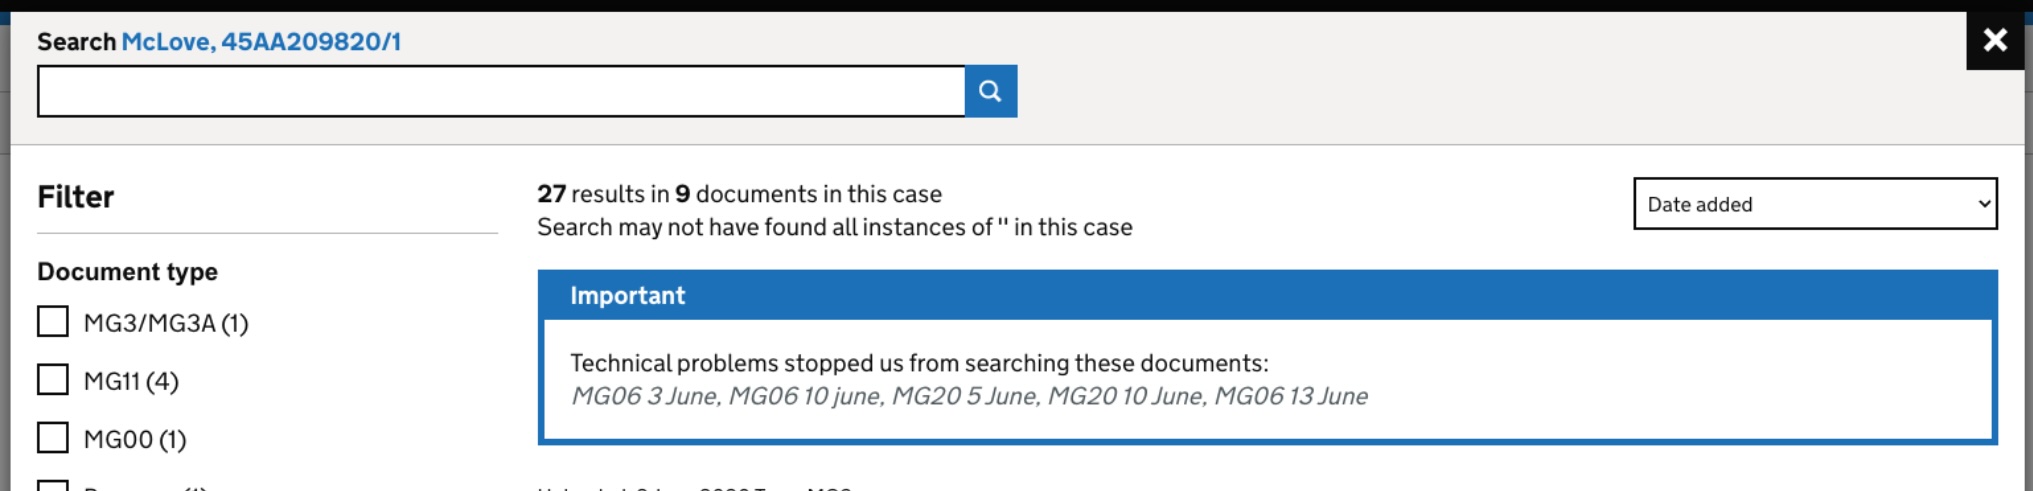 Search McLove, 45AA209820/1
Filter
Document type
MG3/MG3A (1)
MG11 (4)
MG00 (1)
27 results in 9 documents in this case
Search may not have found all instances of '' in this case
Date added
Important
Technical problems stopped us from searching these documents:
MG06 3 June, MG06 10 june, MG20 5 June, MG20 10 June, MG06 13 June